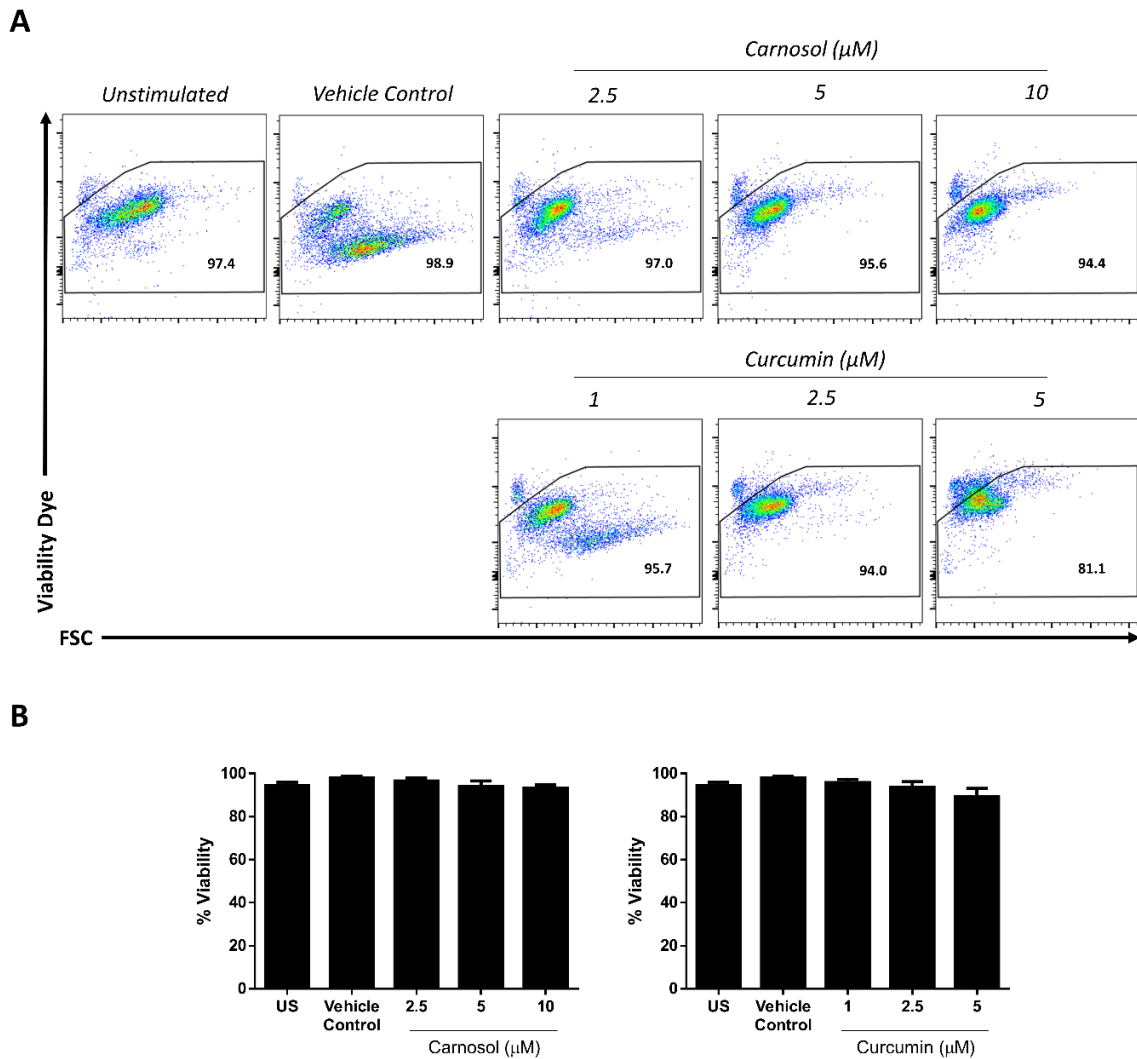 A
Carnosol (µM)
Unstimulated Vehicle Control 2.5 5 10
97.4 98.9 97.0 95.6 94.4
Curcumin (µM)
1 2.5 5
95.7 94.0 81.1
Viability Dye
FSC
B
100
80
60
40
20
0
% Viability
US Vehicle Control 2.5 5 10
Carnosol (µM)
100
80
60
40
20
0
% Viability
US Vehicle Control 1 2.5 5
Curcumin (µM)